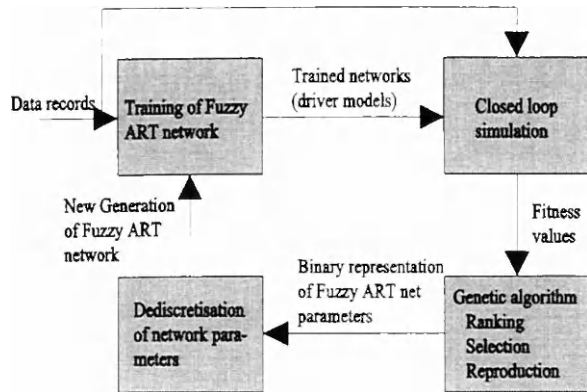 Data records
Training of Fuzzy
ART network
Trained networks
(driver models)
Closed loop
simulation
New Generation
of Fuzzy ART
network
Fitness
values
Binary representation
of Fuzzy ART net
parameters
Dediscretisation
of network para-
meters
Genetic algorithm
Ranking
Selection
Reproduction